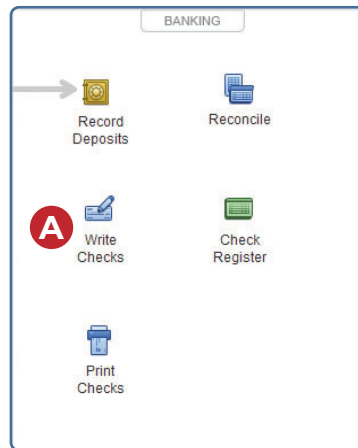 BANKING
Record
Deposits
Reconcile
A
Write
Checks
Check
Register
Print
Checks